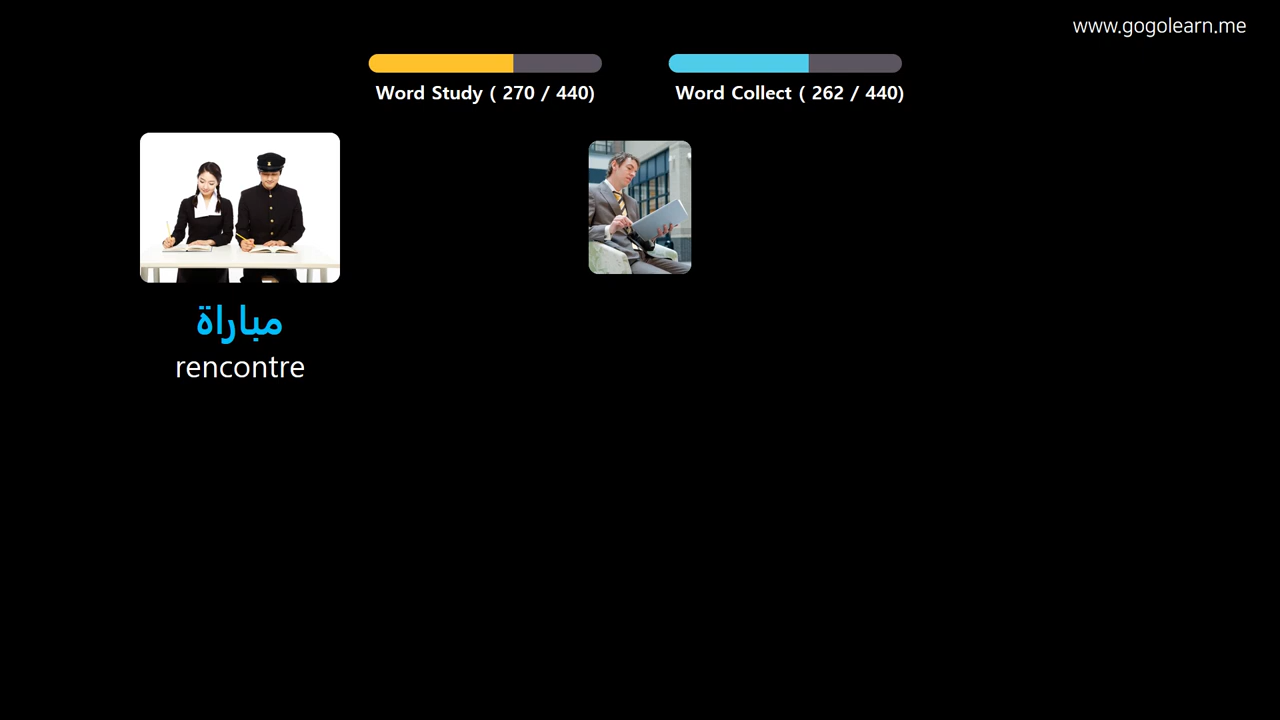 www.gogolearn.me
Word Study ( 270 / 440)
Word Collect ( 262 / 440)
مباراة
rencontre